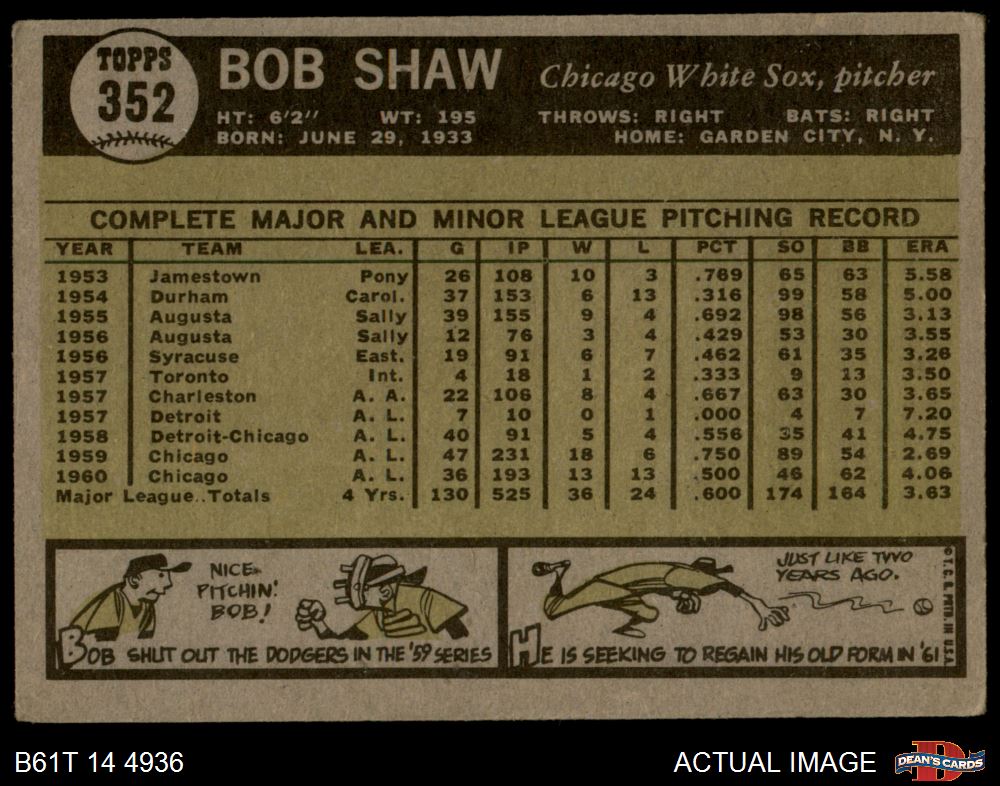 TOPPS
352
BOB SHAW Chicago White Sox, pitcher
HT: 6'2" WT: 195 THROWS: RIGHT BATS: RIGHT
BORN: JUNE 29, 1933 HOME: GARDEN CITY, N. Y.
COMPLETE MAJOR AND MINOR LEAGUE PITCHING RECORD
YEAR TEAM LEA. G IP W L PCT SO BB ERA
1953 Jamestown Pony 26 108 10 3 .769 65 63 5.58
1954 Durham Carol. 37 153 6 13 .316 99 58 5.00
1955 Augusta Sally 39 155 9 4 .692 98 56 3.13
1956 Augusta Sally 12 76 3 4 .429 53 30 3.55
1956 Syracuse East. 19 91 6 7 .462 61 35 3.26
1957 Toronto Int. 4 18 1 2 .333 9 13 3.50
1957 Charleston A. A. 22 106 8 4 .667 63 30 3.65
1957 Detroit A. L. 7 10 0 1 .000 4 7 7.20
1958 Detroit-Chicago A. L. 40 91 5 4 .556 35 41 4.75
1959 Chicago A. L. 47 231 18 6 .750 89 54 2.69
1960 Chicago A. L. 36 193 13 13 .500 46 62 4.06
Major League..Totals 4 Yrs. 130 525 36 24 .600 174 164 3.63
NICE
PITCHIN'
BOB!
BOB SHUT OUT THE DODGERS IN THE '59 SERIES
JUST LIKE TWO
YEARS AGO.
HE IS SEEKING TO REGAIN HIS OLD FORM IN '61
© T. C. G. PRTD. IN U.S.A.
B61T 14 4936 ACTUAL IMAGE
D
DEAN'S CARDS